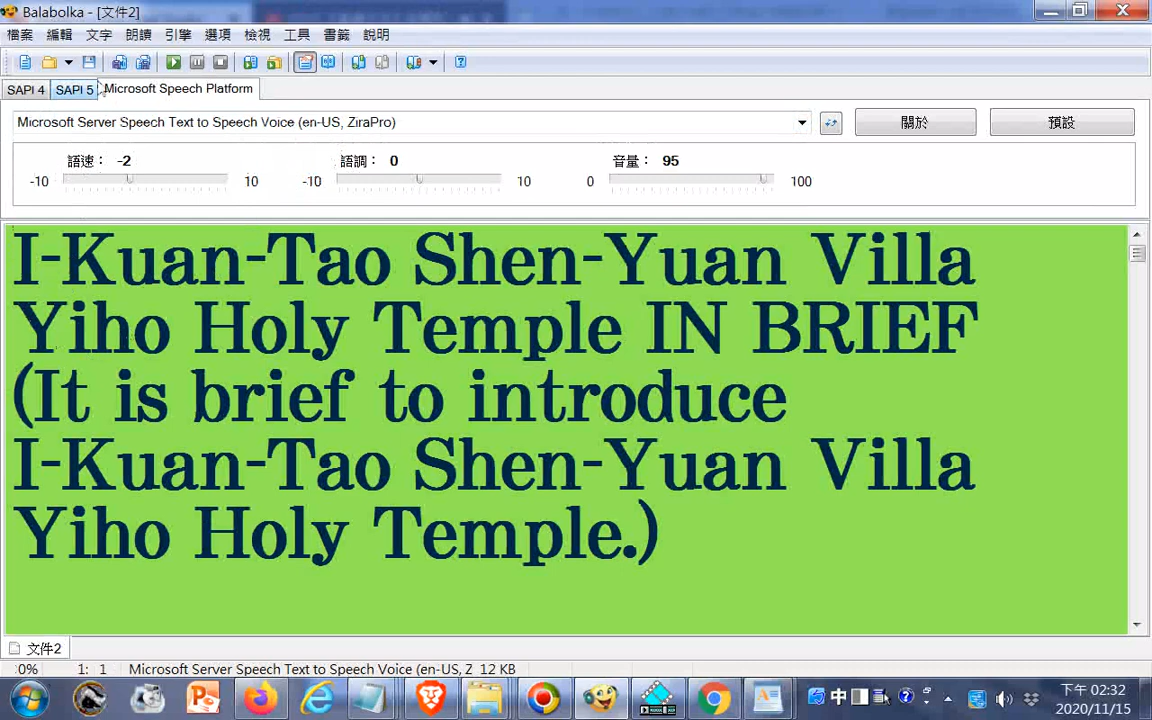 Balabolka - [文件2]
檔案 編輯 文字 朗讀 引擎 選項 檢視 工具 書籤 說明
SAPI 4 SAPI 5 Microsoft Speech Platform
Microsoft Server Speech Text to Speech Voice (en-US, ZiraPro) 關於 預設
語速： -2 語調： 0 音量： 95
-10 10 -10 10 0 100
I-Kuan-Tao Shen-Yuan Villa
Yiho Holy Temple IN BRIEF
(It is brief to introduce
I-Kuan-Tao Shen-Yuan Villa
Yiho Holy Temple.)
文件2
0% 1: 1 Microsoft Server Speech Text to Speech Voice (en-US, Z 12 KB
中 下午 02:32
2020/11/15